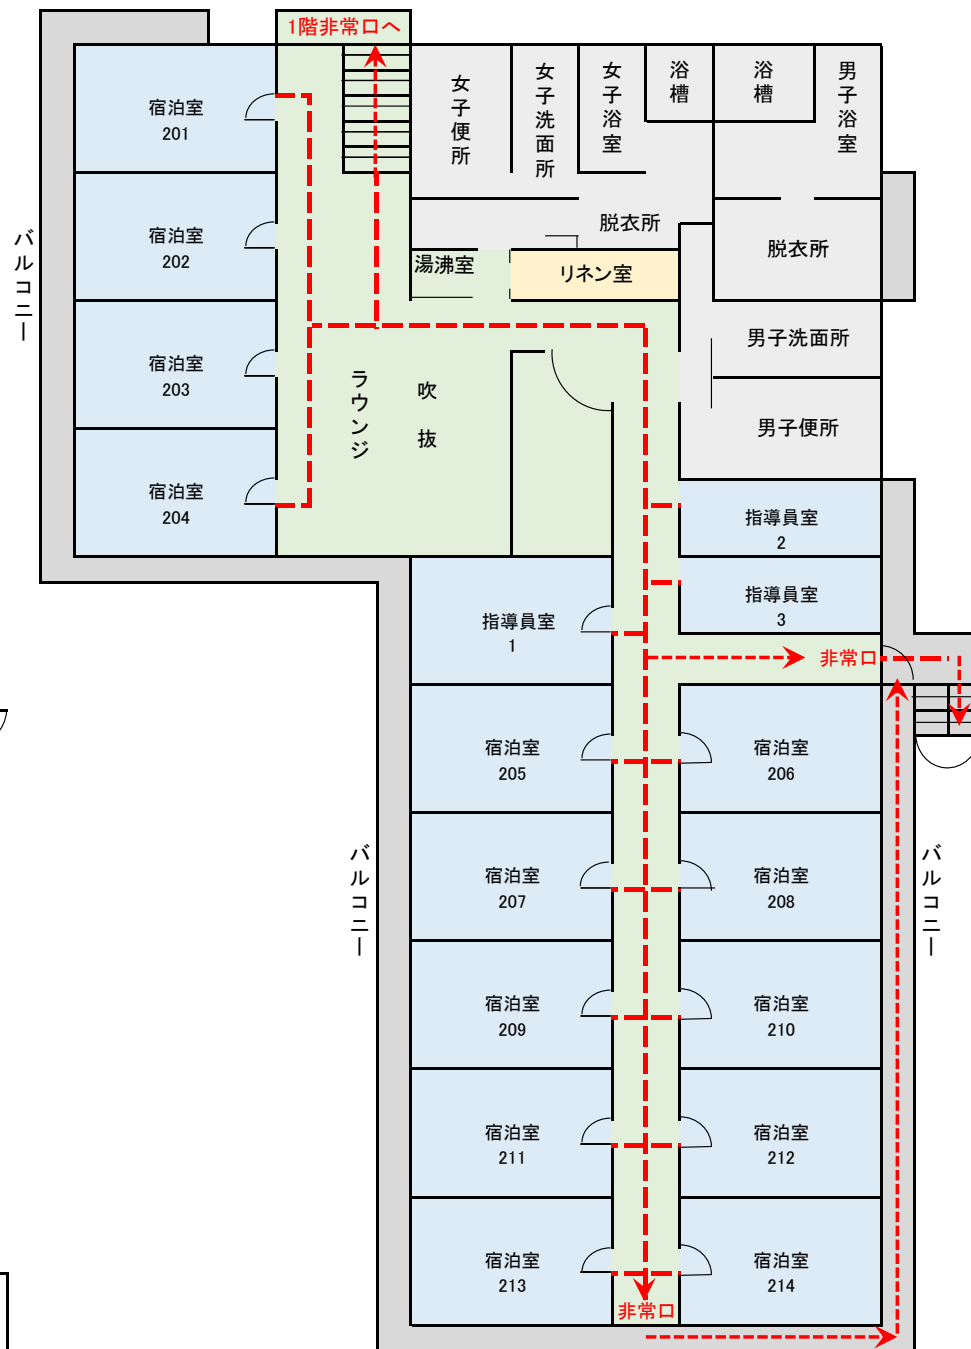 1階非常口へ
宿泊室
201
女子便所
女子洗面所
女子浴室
浴槽
浴槽
男子浴室
バルコニー
宿泊室
202
脱衣所
脱衣所
湯沸室
リネン室
宿泊室
203
ラウンジ
吹抜
男子洗面所
男子便所
宿泊室
204
指導員室
2
指導員室
3
指導員室
1
非常口
宿泊室
205
宿泊室
206
バルコニー
宿泊室
207
宿泊室
208
バルコニー
宿泊室
209
宿泊室
210
宿泊室
211
宿泊室
212
宿泊室
213
宿泊室
214
非常口